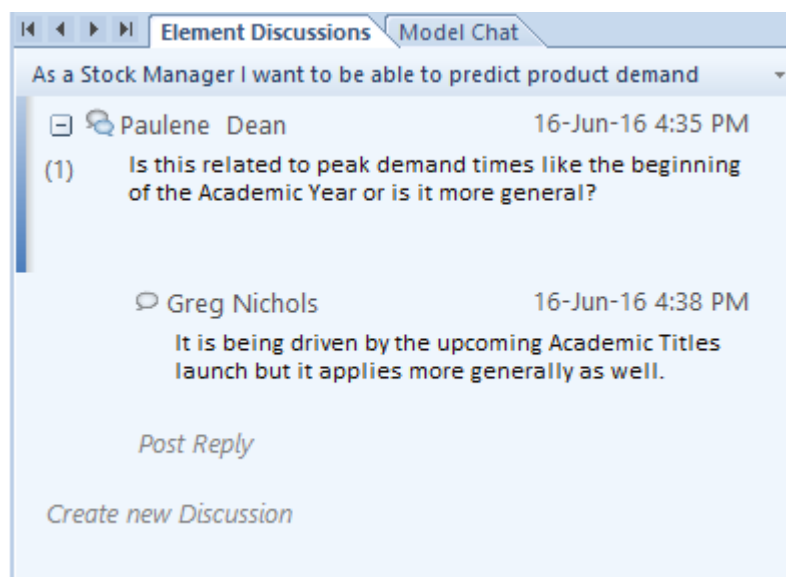 Element Discussions Model Chat
As a Stock Manager I want to be able to predict product demand
Paulene Dean 16-Jun-16 4:35 PM
(1) Is this related to peak demand times like the beginning
of the Academic Year or is it more general?
Greg Nichols 16-Jun-16 4:38 PM
It is being driven by the upcoming Academic Titles
launch but it applies more generally as well.
Post Reply
Create new Discussion